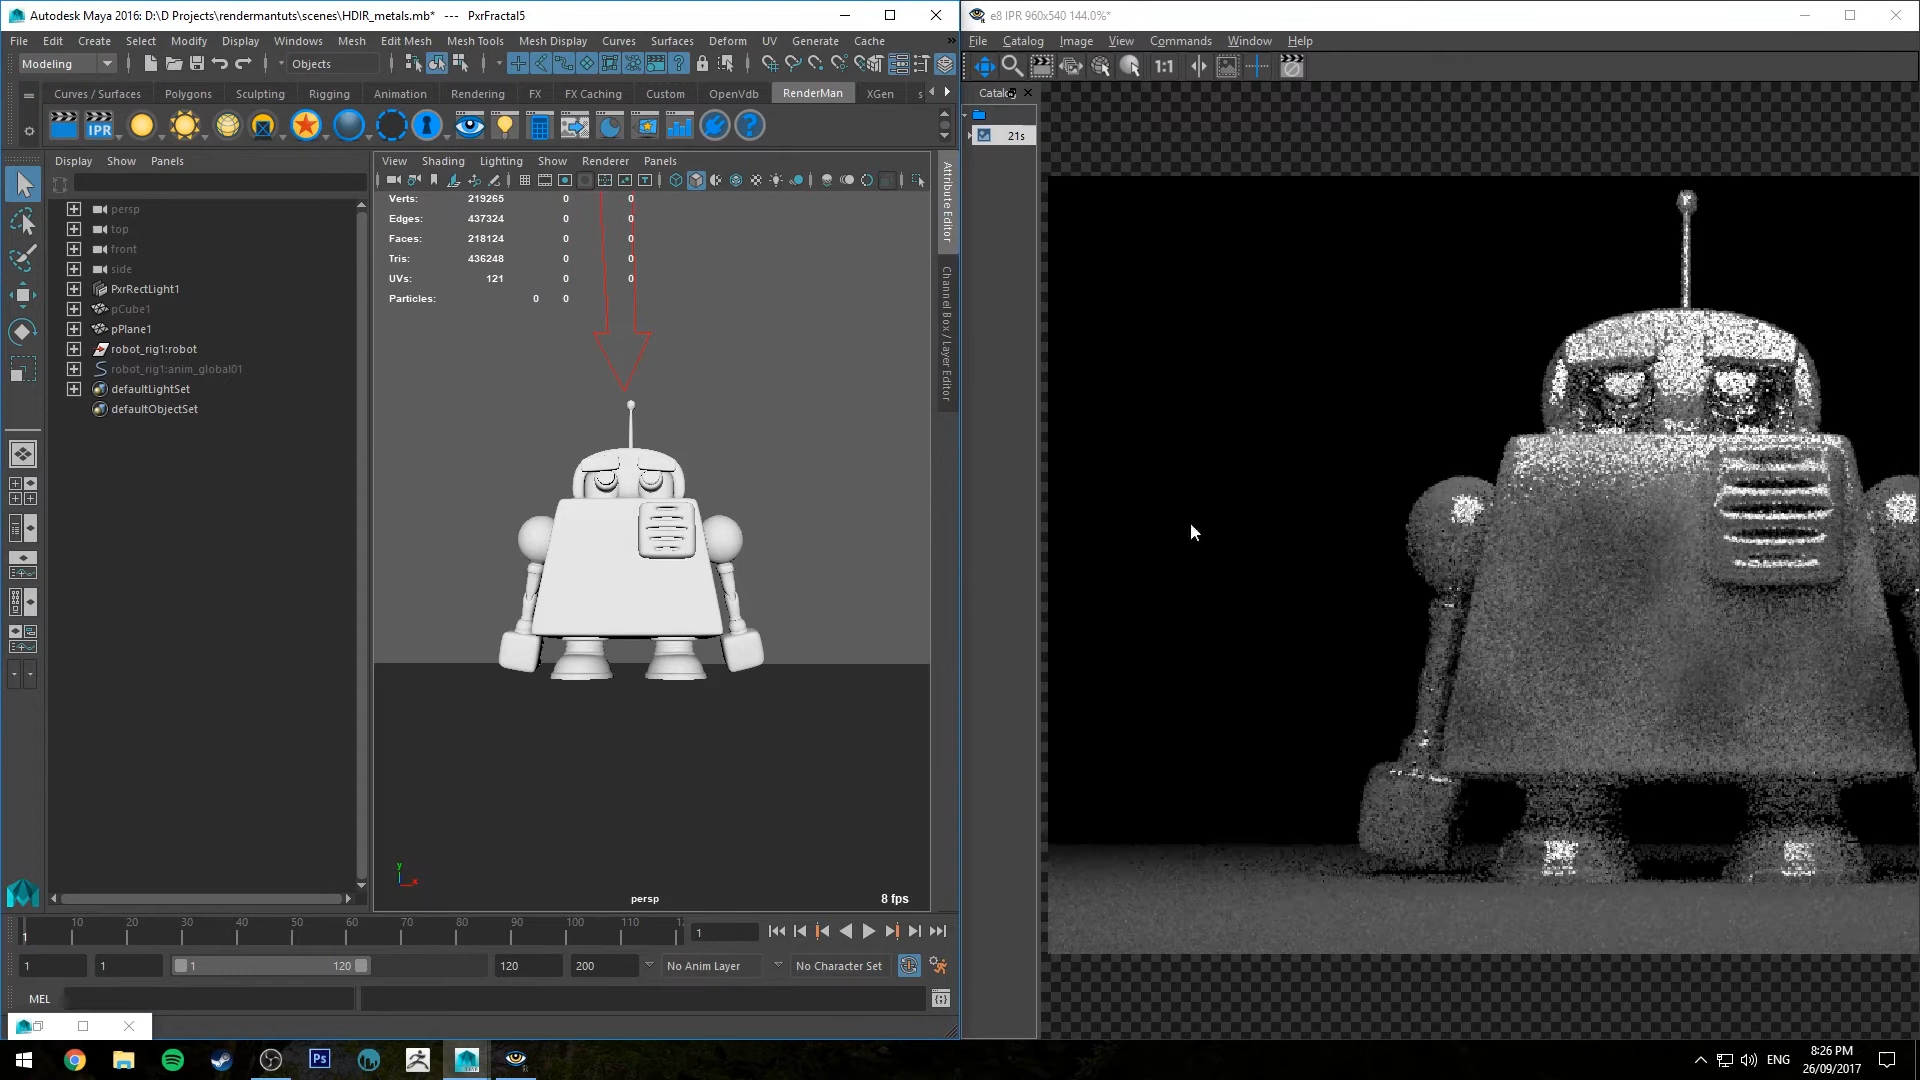 Autodesk Maya 2016: D:\D Projects\rendermantuts\scenes\HDIR_metals.mb* --- PxrFractal5
File Edit Create Select Modify Display Windows Mesh Edit Mesh Mesh Tools Mesh Display Curves Surfaces Deform UV Generate Cache »
Modeling Objects
Curves / Surfaces Polygons Sculpting Rigging Animation Rendering FX FX Caching Custom OpenVdb RenderMan XGen s
IPR
Display Show Panels
persp
top
front
side
PxrRectLight1
pCube1
pPlane1
robot_rig1:robot
robot_rig1:anim_global01
defaultLightSet
defaultObjectSet
View Shading Lighting Show Renderer Panels
Verts: 219265 0 0
Edges: 437324 0 0
Faces: 218124 0 0
Tris: 436248 0 0
UVs: 121 0 0
Particles: 0 0
y
x
persp
8 fps
Attribute Editor
Channel Box / Layer Editor
10 20 30 40 50 60 70 80 90 100 110 12
1
1
1 1 1 120 120 200 No Anim Layer No Character Set
MEL
e8 IPR 960x540 144.0%*
File Catalog Image View Commands Window Help
1:1
Catalog
21s
Ps
ENG
8:26 PM
26/09/2017